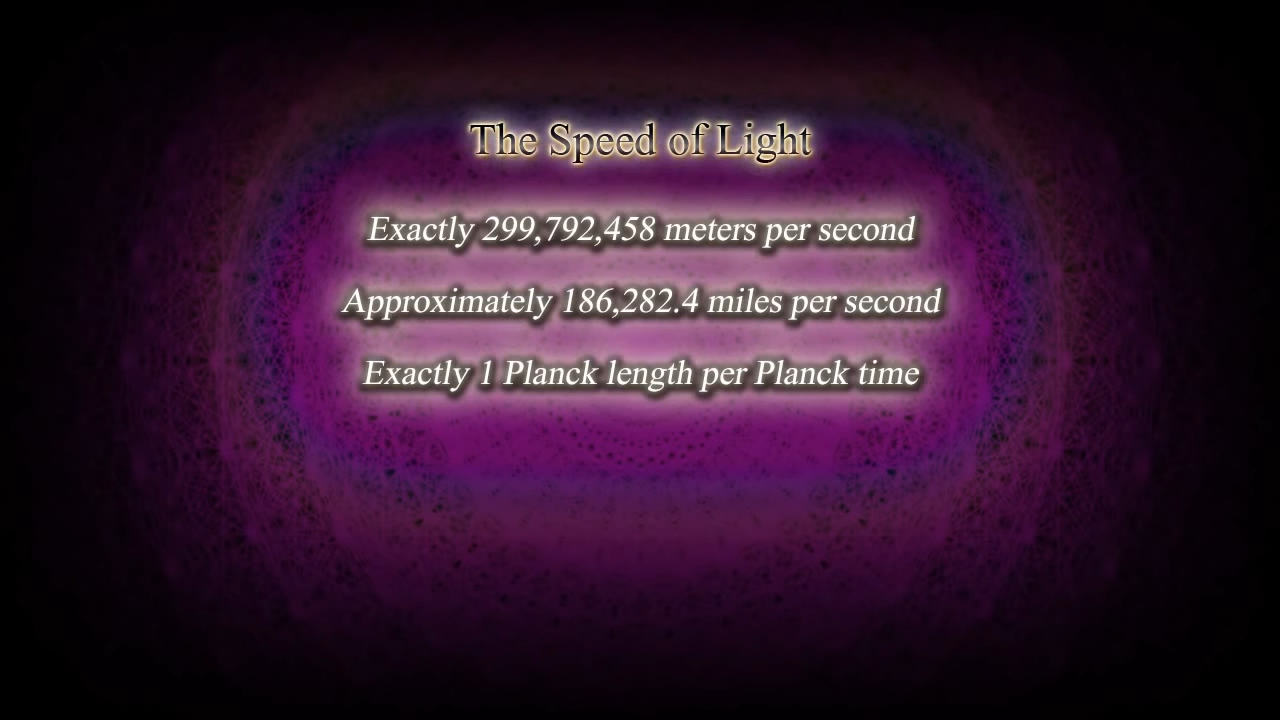 The Speed of Light
Exactly 299,792,458 meters per second
Approximately 186,282.4 miles per second
Exactly 1 Planck length per Planck time